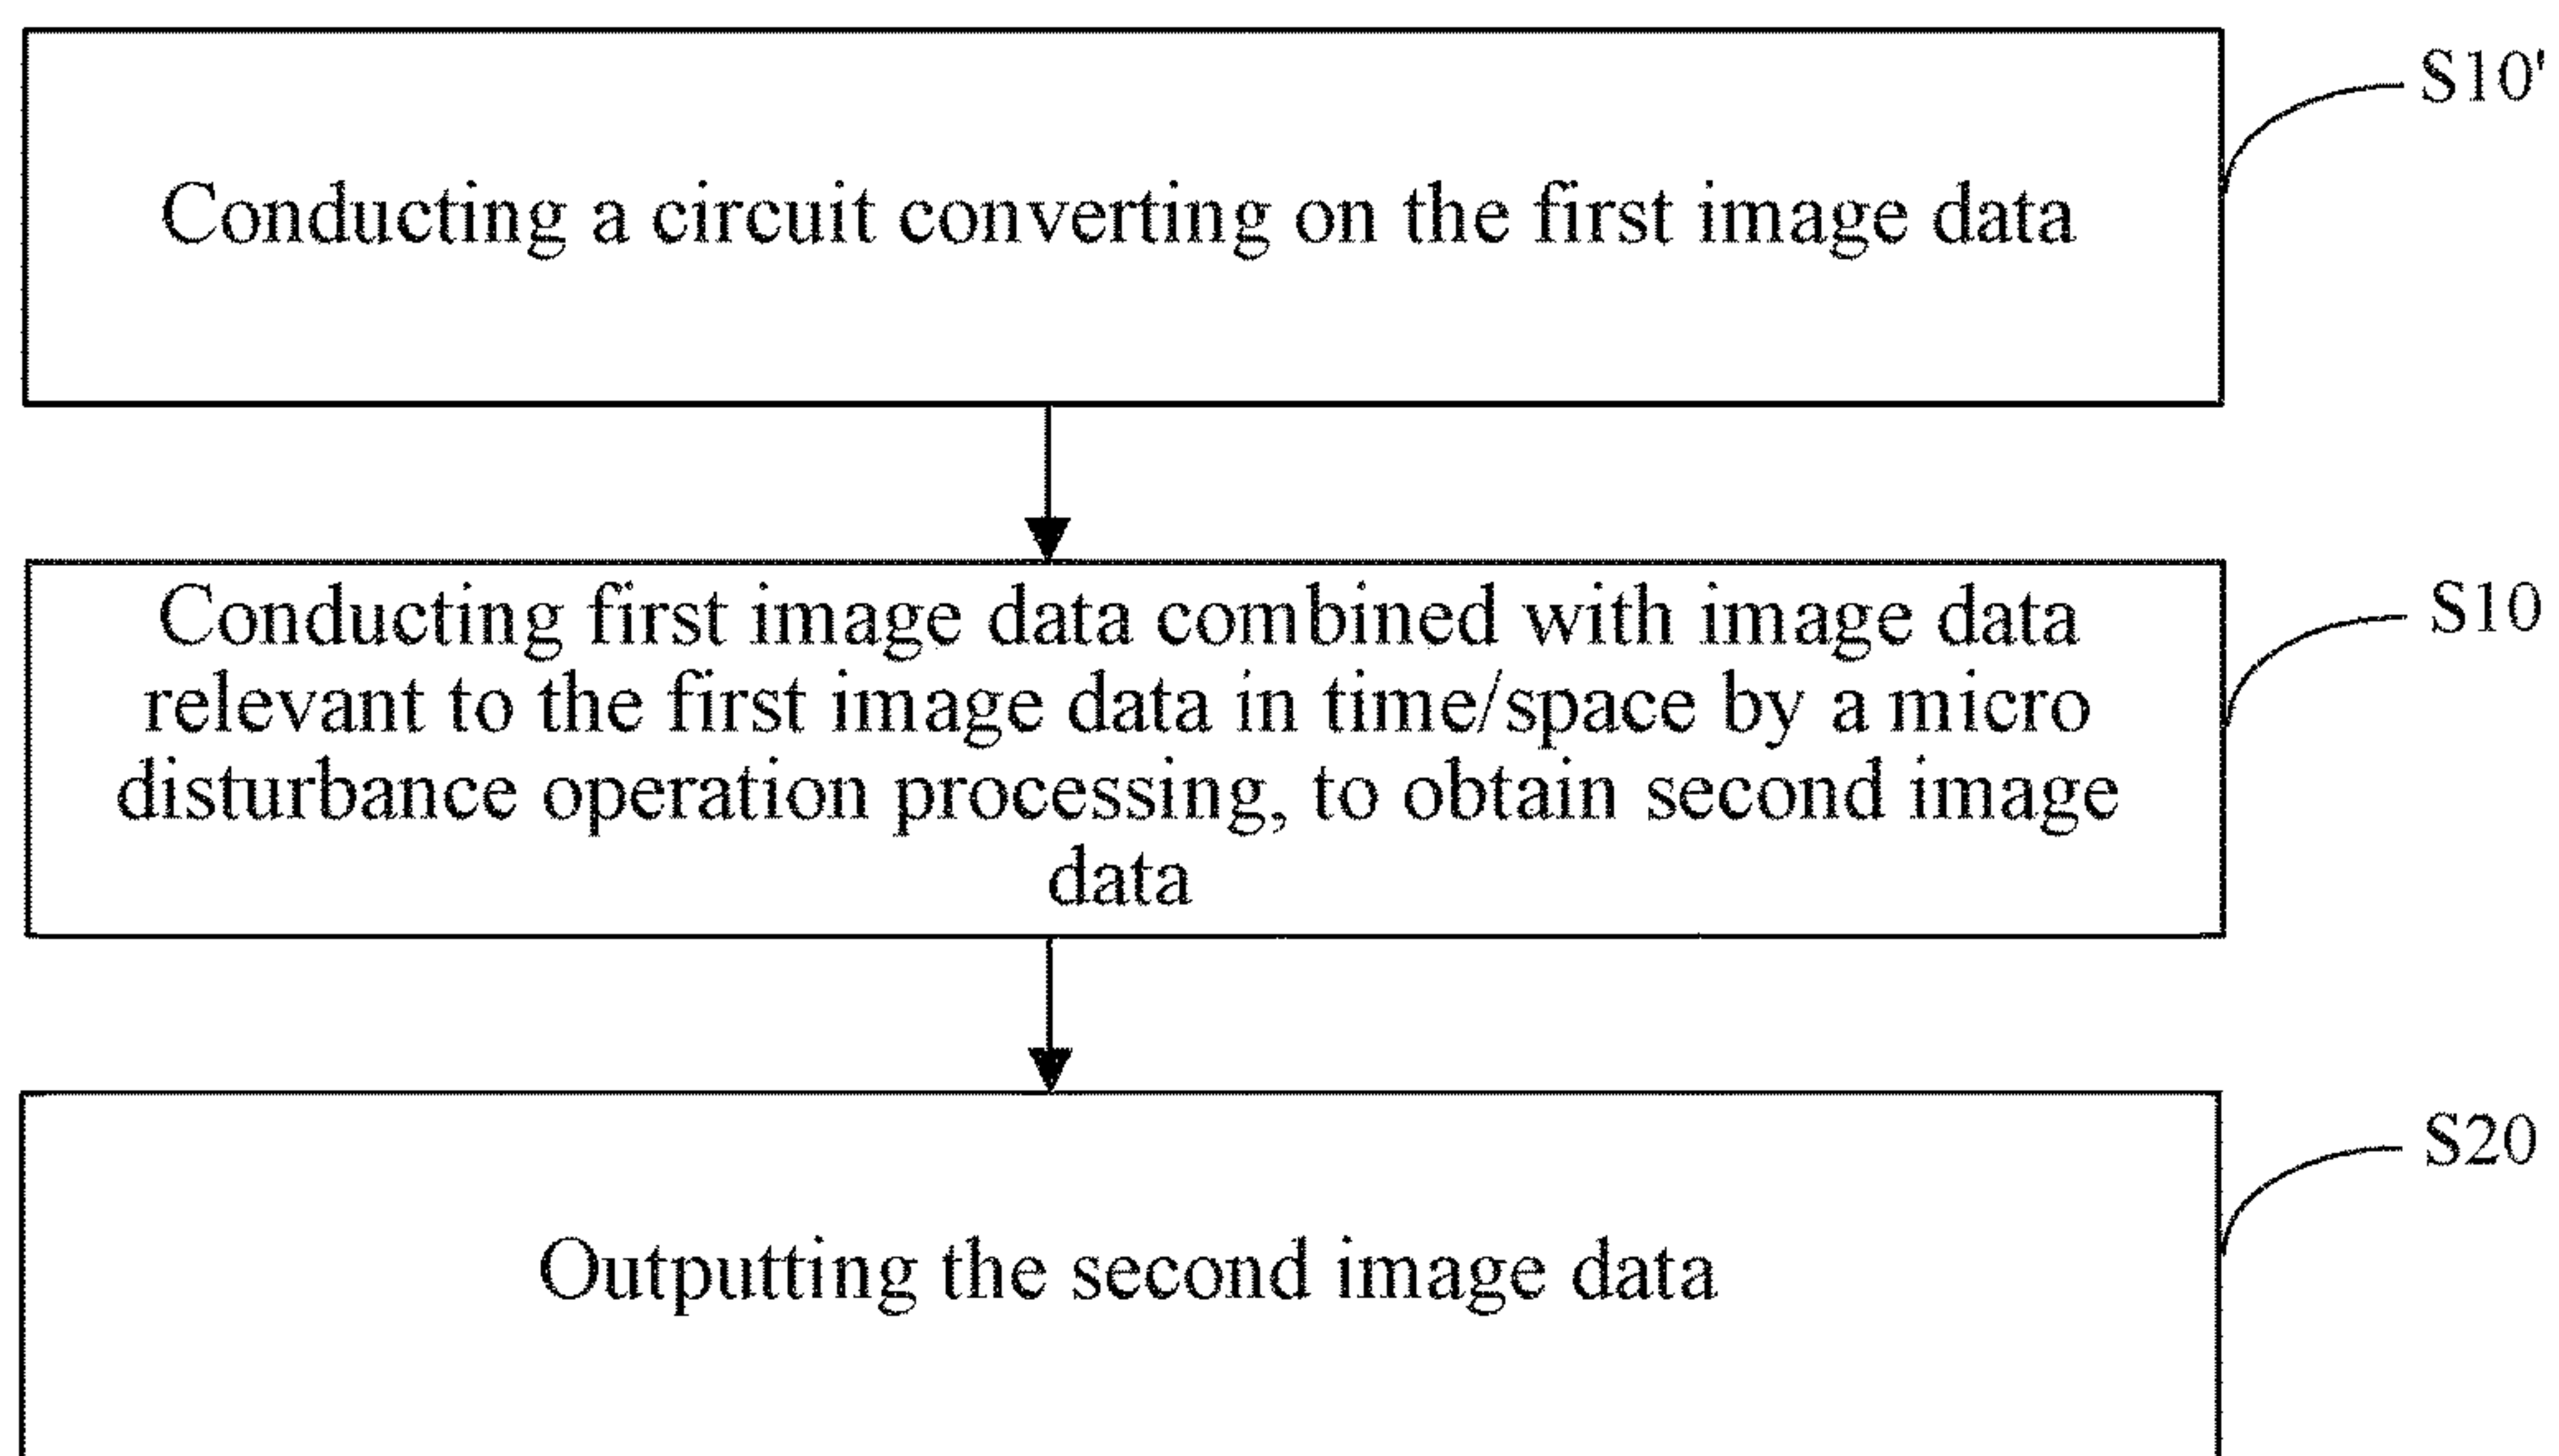 S10'
Conducting a circuit converting on the first image data
S10
Conducting first image data combined with image data
relevant to the first image data in time/space by a micro
disturbance operation processing, to obtain second image
data
S20
Outputting the second image data